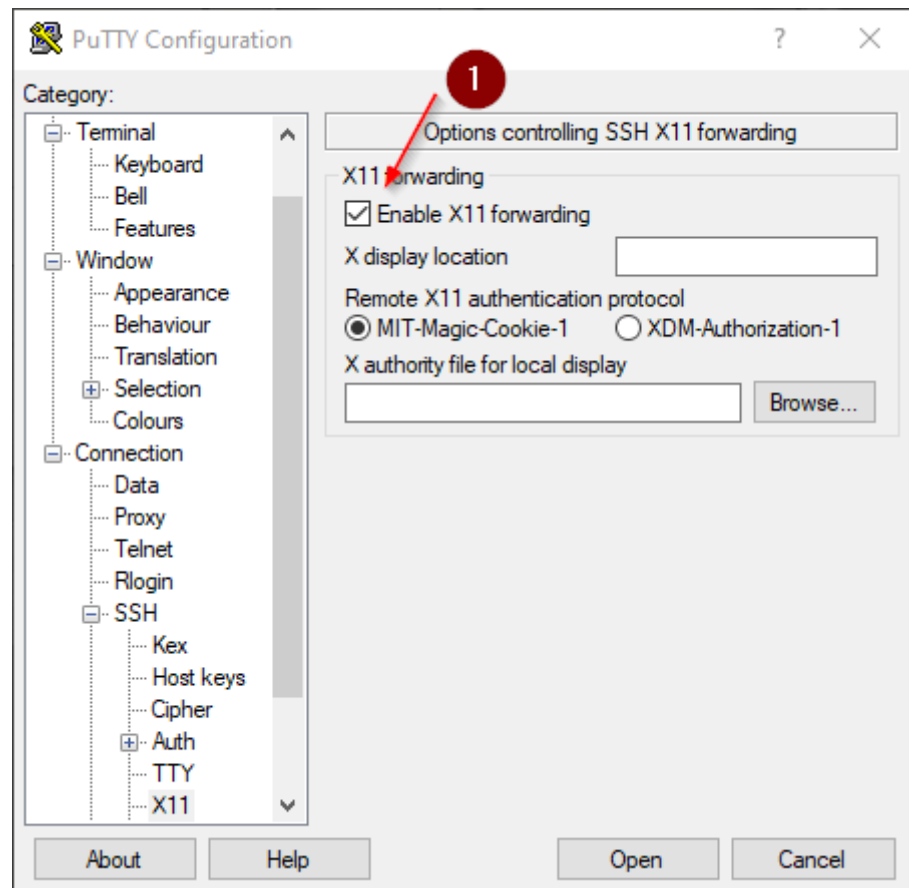 PuTTY Configuration
?
1
Category:
Terminal
Keyboard
Bell
Features
Window
Appearance
Behaviour
Translation
Selection
Colours
Connection
Data
Proxy
Telnet
Rlogin
SSH
Kex
Host keys
Cipher
Auth
TTY
X11
Options controlling SSH X11 forwarding
X11 forwarding
Enable X11 forwarding
X display location
Remote X11 authentication protocol
MIT-Magic-Cookie-1 XDM-Authorization-1
X authority file for local display
Browse...
About Help Open Cancel